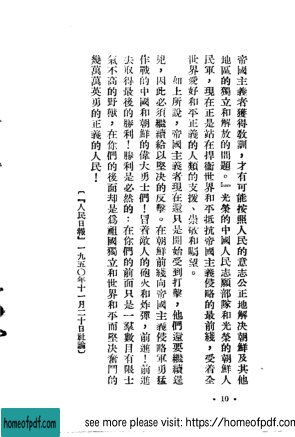 帝國主義者獲得敎訓，才有可能按照人民的意志公正地解决朝鮮及其他
地區的獨立和解放的問題。』光榮的中國人民志願部隊和光榮的朝鮮人
民軍，現在正是站在捍衞世界和平抵抗帝國主義侵略的最前綫，受着全
世界愛好和平正義的人類的支援、崇敬和喝望。
如上所說，帝國主義者現在還只是開始受到打擊，他們還要繼續逞
兇，因此必須繼續給以堅决的反擊。在朝鮮前綫向帝國主義侵略軍勇猛
作戰的中國和朝鮮的偉大勇士們！冒着敵人的砲火和炸彈，前進！前進
去取得最後的勝利！勝利是必然的：在你們的前面只是一羣數目有限士
氣不高的野獸，在你們的後面却是爲祖國獨立和世界和平而堅决奮鬥的
幾萬萬英勇的正義的人民！
（『人民日報』一九五〇年十一月二十日社論）
· 10 ·
homeofpdf.com
see more please visit: https://homeofpdf.com